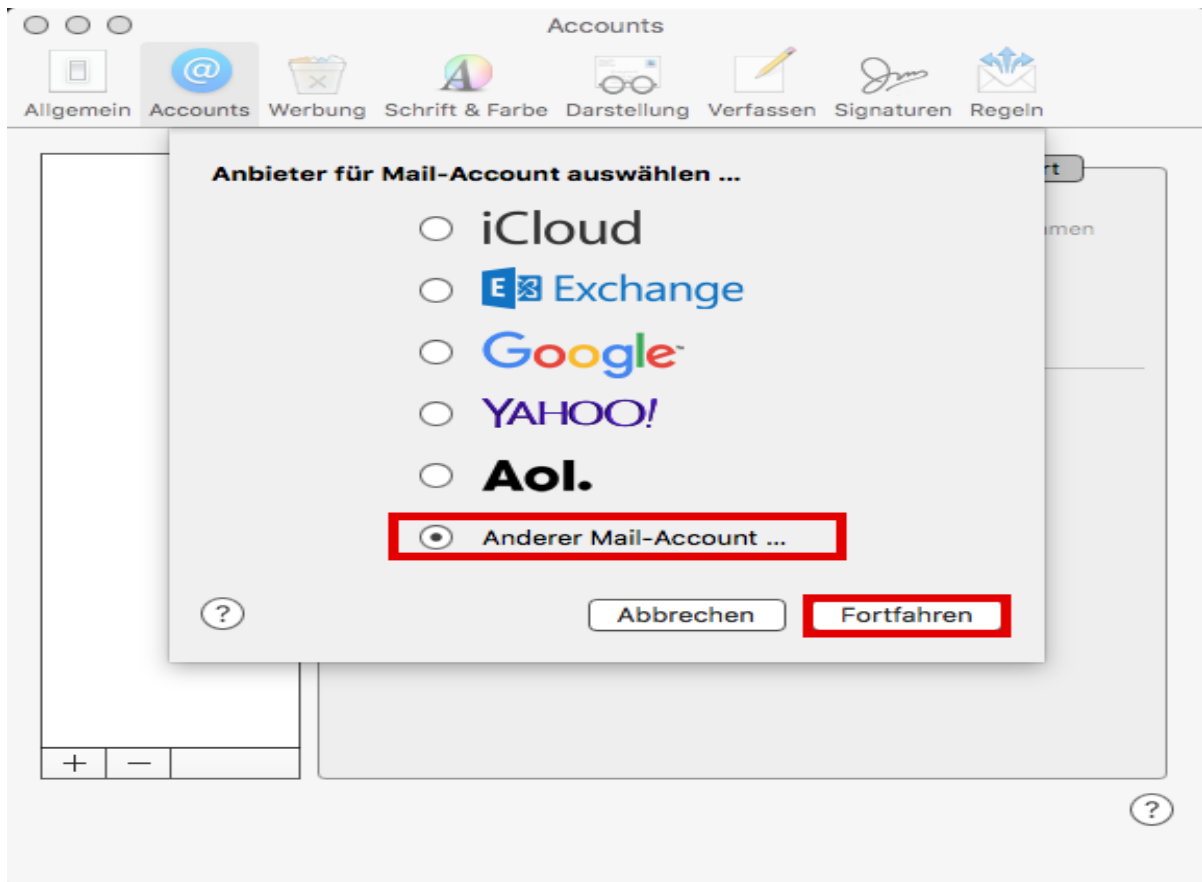 Accounts
Allgemein Accounts Werbung Schrift & Farbe Darstellung Verfassen Signaturen Regeln
Anbieter für Mail-Account auswählen ...
iCloud
E Exchange
Google
YAHOO!
Aol.
Anderer Mail-Account ...
? Abbrechen Fortfahren
+ −
?